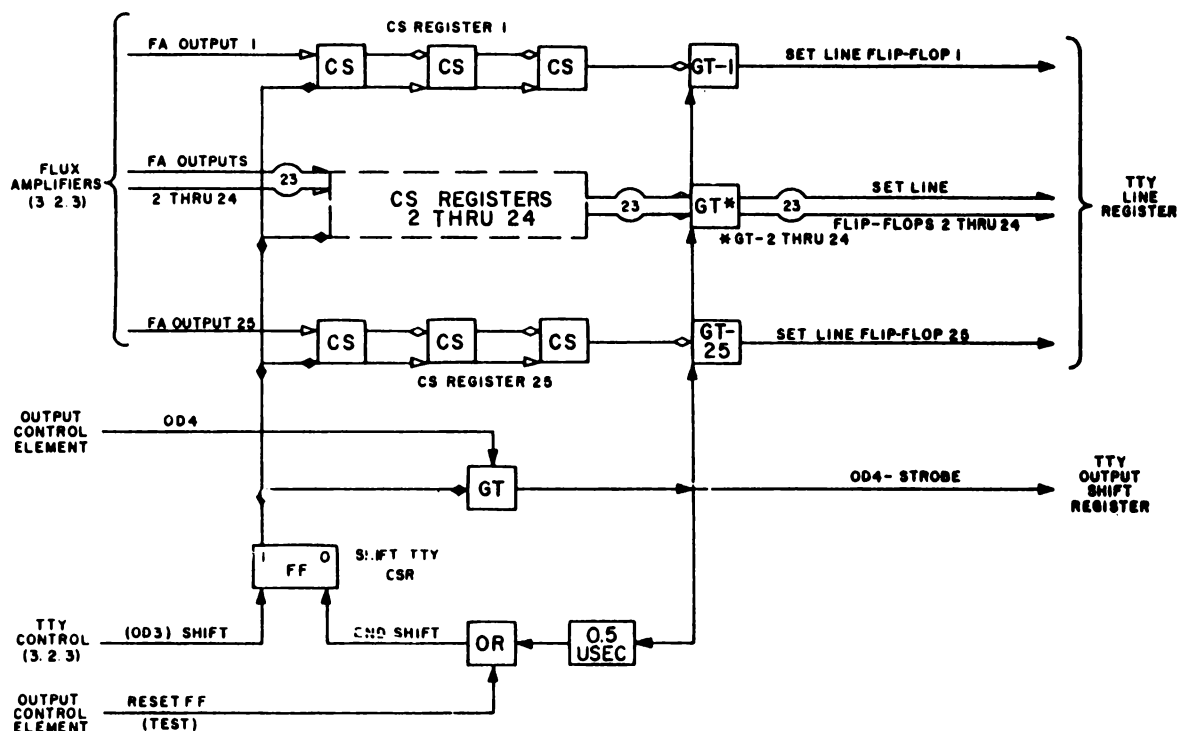 CS REGISTER 1
FA OUTPUT 1
CS
CS
CS
GT-1
SET LINE FLIP-FLOP 1
FLUX
AMPLIFIERS
(3 2.3)
FA OUTPUTS
2 THRU 24
23
CS REGISTERS
2 THRU 24
23
GT*
*GT-2 THRU 24
23
SET LINE
FLIP-FLOPS 2 THRU 24
TTY
LINE
REGISTER
FA OUTPUT 25
CS
CS
CS
CS REGISTER 25
GT-
25
SET LINE FLIP-FLOP 25
OUTPUT
CONTROL
ELEMENT
OD4
GT
OD4- STROBE
TTY
OUTPUT
SHIFT
REGISTER
1 0
FF
SHIFT TTY
CSR
TTY
CONTROL
(3.2.3)
(OD3) SHIFT
END SHIFT
OR
0.5
USEC
OUTPUT
CONTROL
ELEMENT
RESET FF
(TEST)